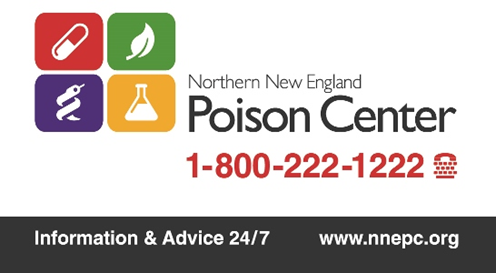 Northern New England
Poison Center
1-800-222-1222
Information & Advice 24/7 www.nnepc.org